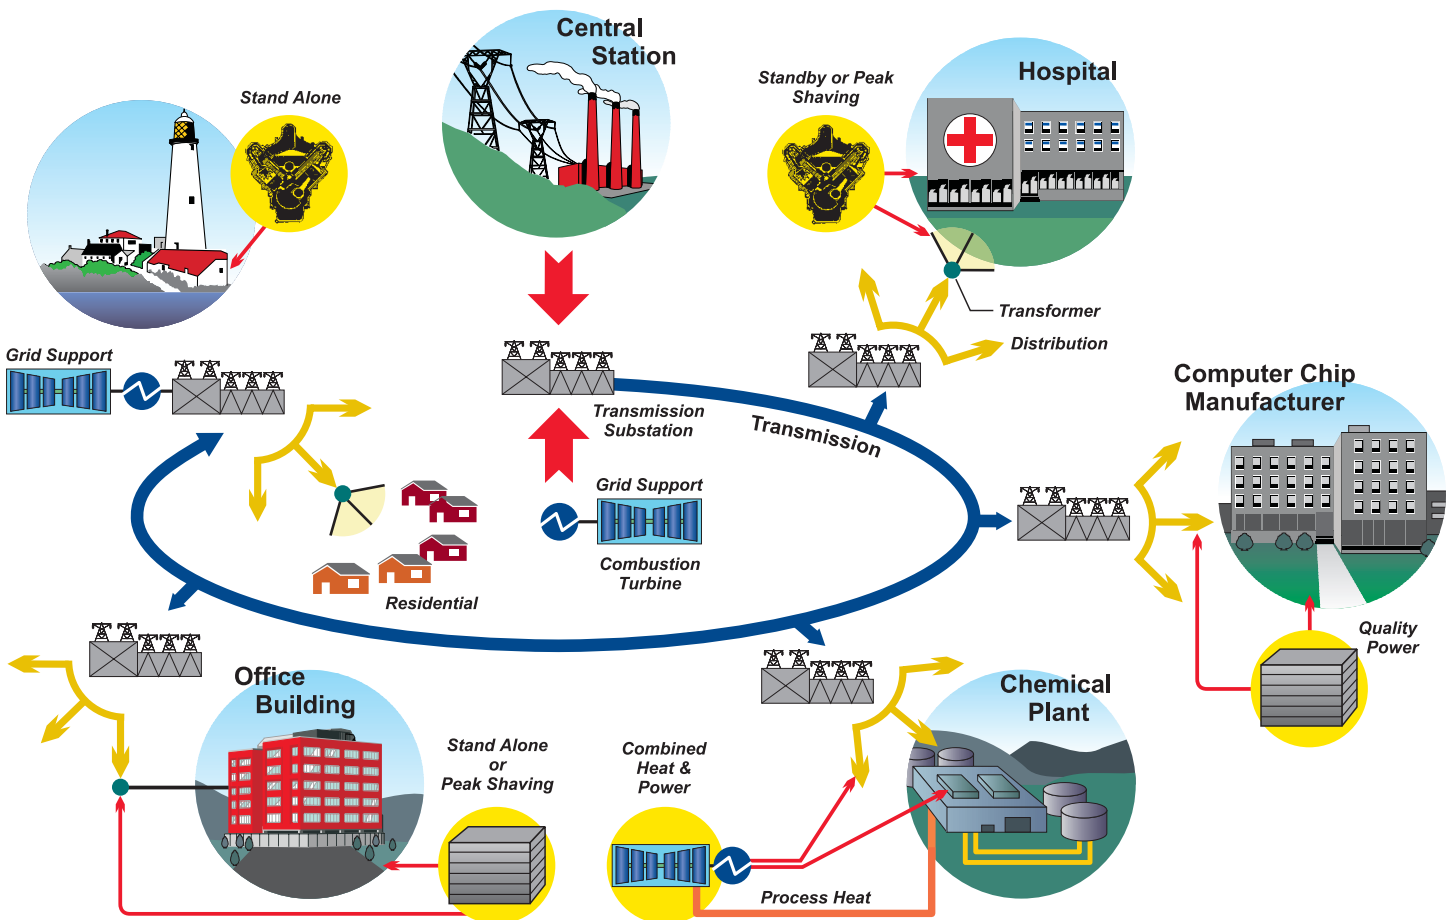 Central
Station
Stand Alone
Standby or Peak
Shaving
Hospital
Transformer
Distribution
Grid Support
Transmission
Substation
Transmission
Computer Chip
Manufacturer
Grid Support
Combustion
Turbine
Residential
Quality
Power
Office
Building
Stand Alone
or
Peak Shaving
Combined
Heat &
Power
Chemical
Plant
Process Heat